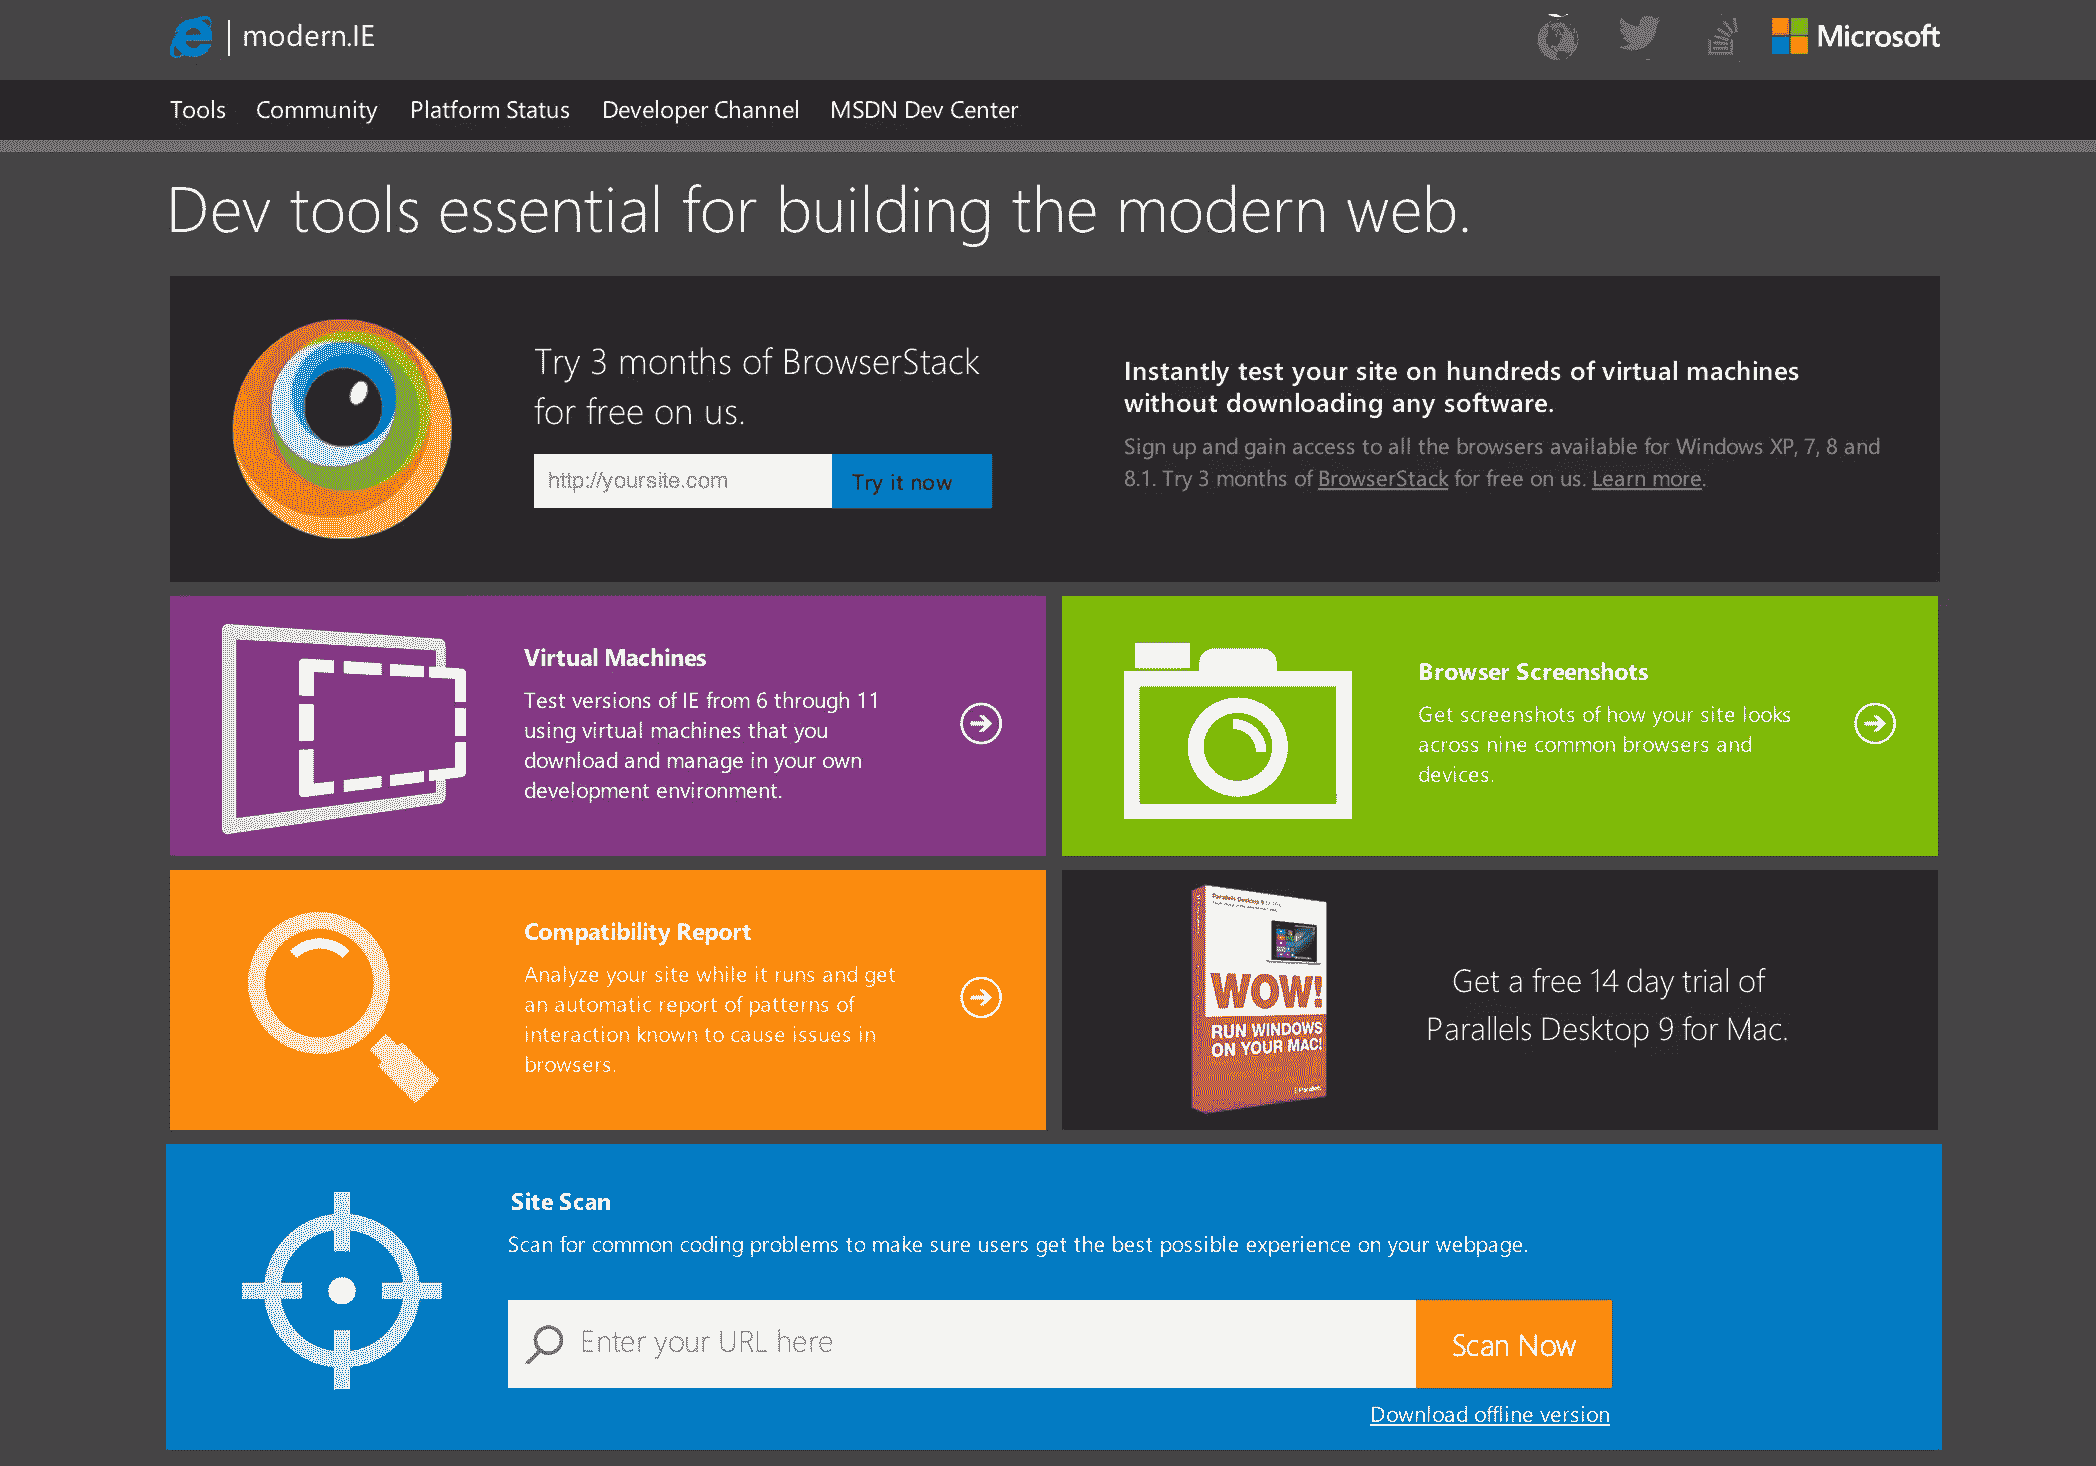 modern.IE
Microsoft
Tools Community Platform Status Developer Channel MSDN Dev Center
Dev tools essential for building the modern web.
Try 3 months of BrowserStack
for free on us.
http://yoursite.com Try it now
Instantly test your site on hundreds of virtual machines
without downloading any software.
Sign up and gain access to all the browsers available for Windows XP, 7, 8 and
8.1. Try 3 months of BrowserStack for free on us. Learn more.
Virtual Machines
Test versions of IE from 6 through 11
using virtual machines that you
download and manage in your own
development environment.
Browser Screenshots
Get screenshots of how your site looks
across nine common browsers and
devices.
Compatibility Report
Analyze your site while it runs and get
an automatic report of patterns of
interaction known to cause issues in
browsers.
Parallels Desktop 9
WOW!
RUN WINDOWS
ON YOUR MAC!
Parallels
Get a free 14 day trial of
Parallels Desktop 9 for Mac.
Site Scan
Scan for common coding problems to make sure users get the best possible experience on your webpage.
Enter your URL here
Scan Now
Download offline version